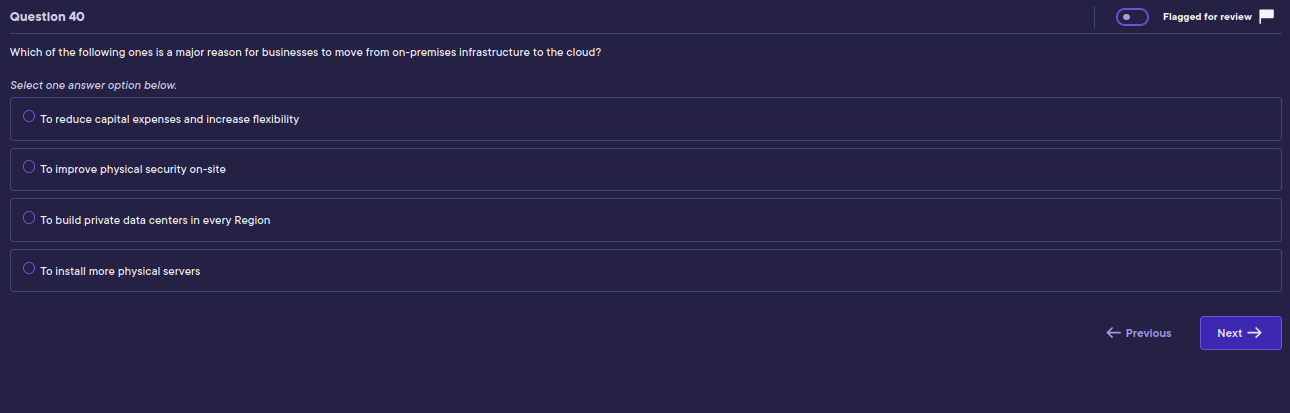 Question 40
Flagged for review
Which of the following ones is a major reason for businesses to move from on-premises infrastructure to the cloud?
Select one answer option below.
To reduce capital expenses and increase flexibility
To improve physical security on-site
To build private data centers in every Region
To install more physical servers
Previous
Next